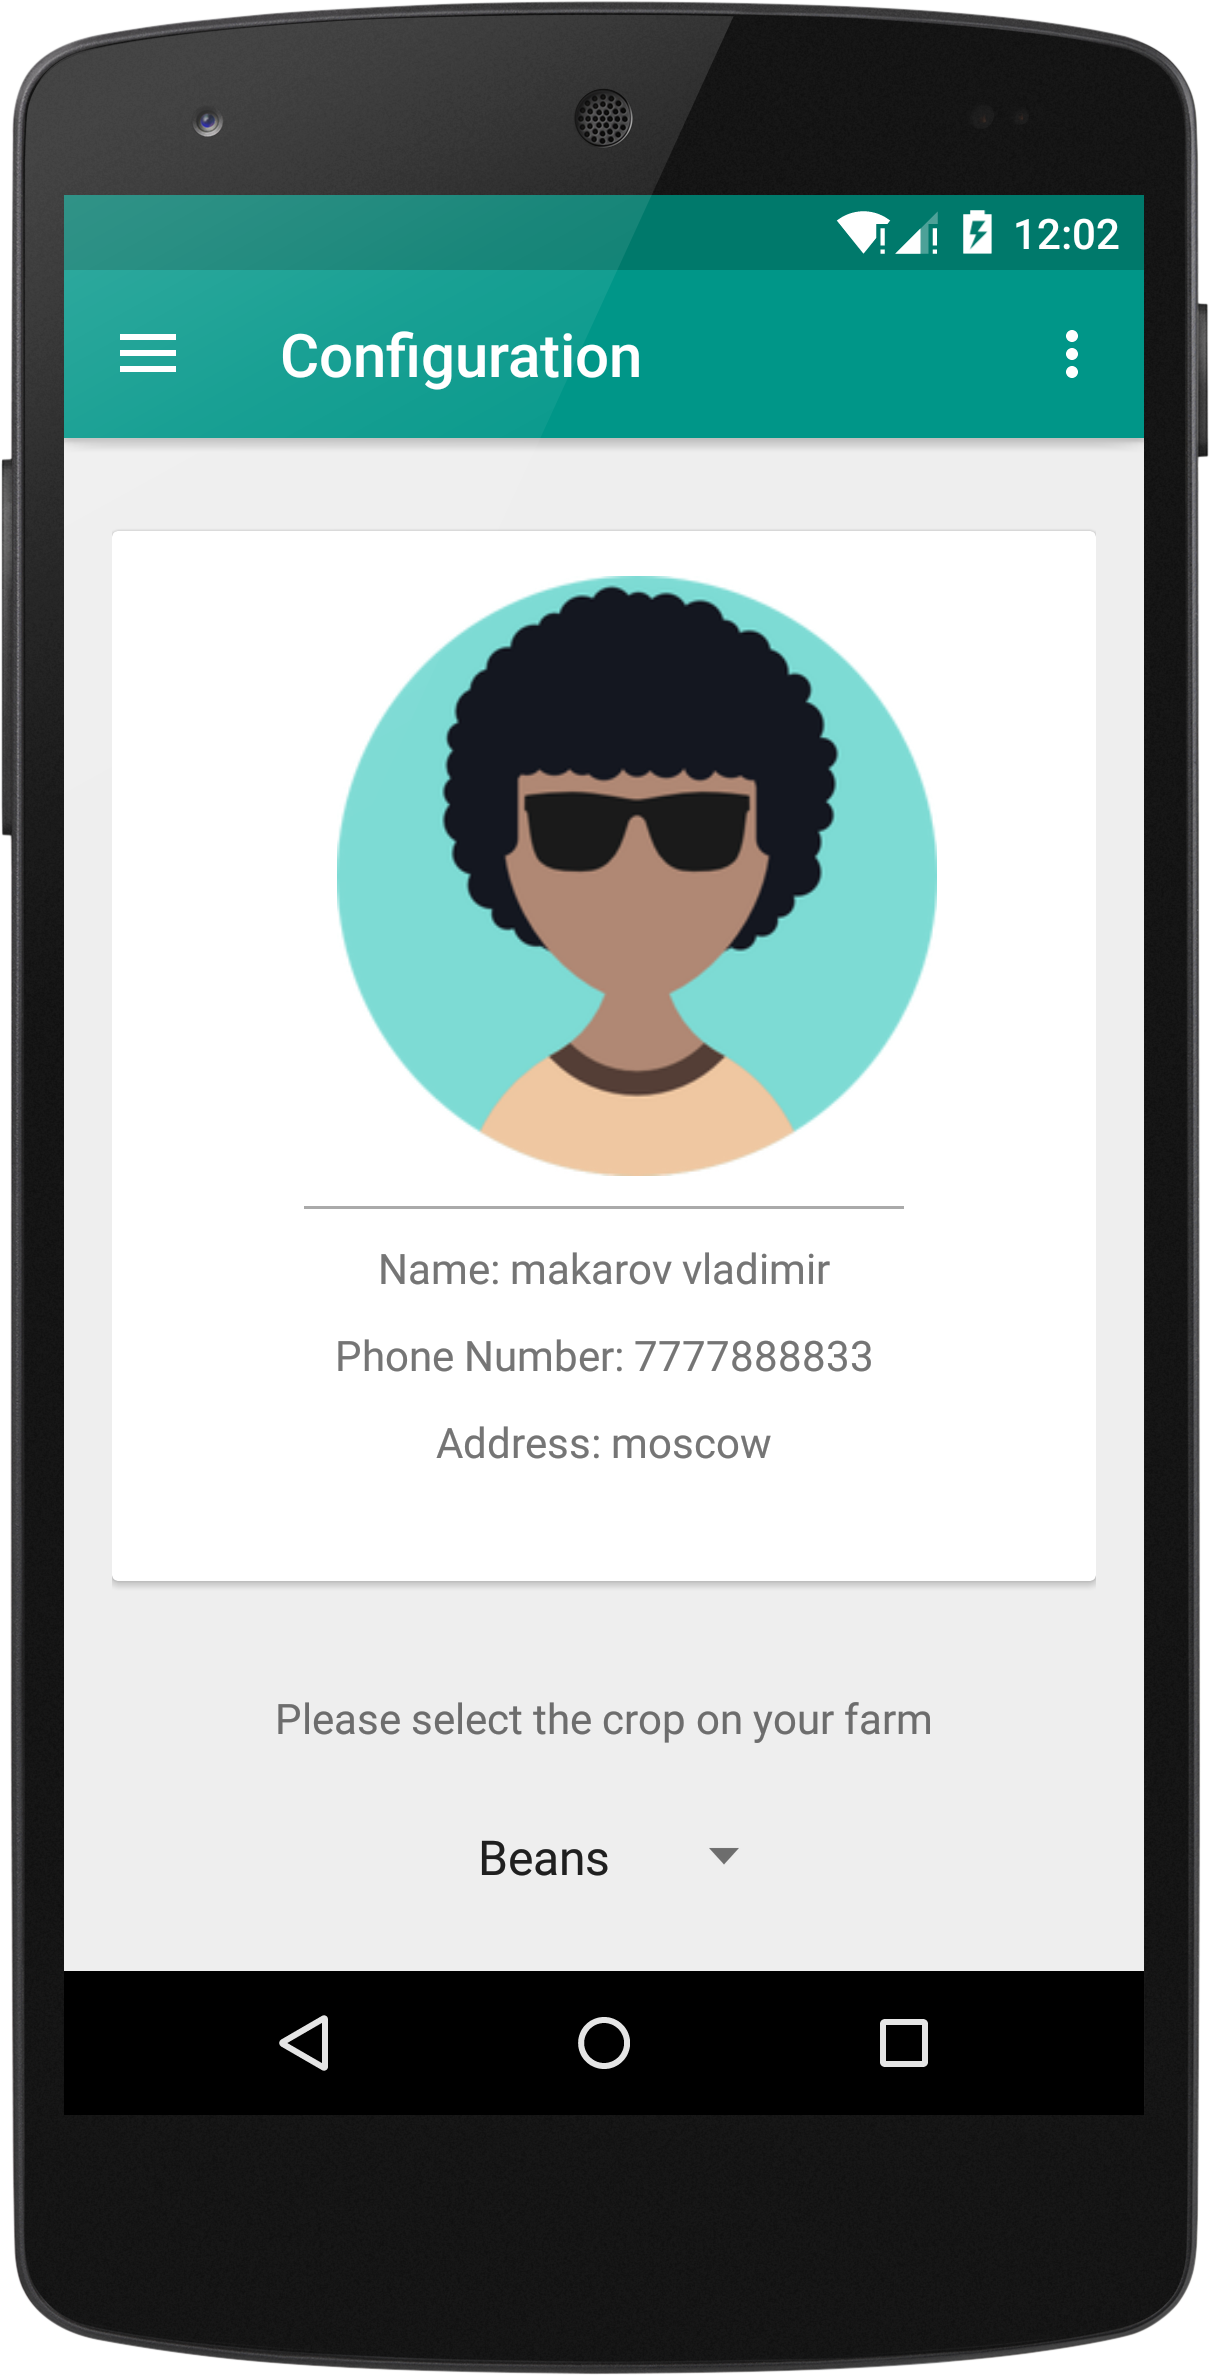 12:02
Configuration
Name: makarov vladimir
Phone Number: 7777888833
Address: moscow
Please select the crop on your farm
Beans